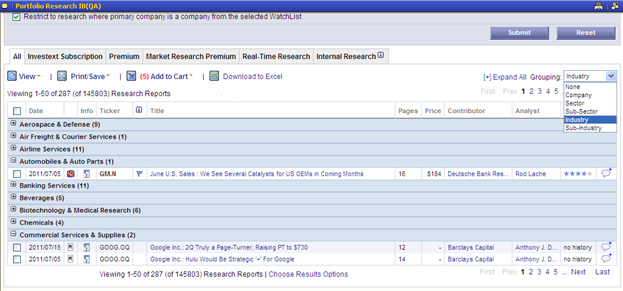 Portfolio Research III(QA)
Restrict to research where primary company is a company from the selected WatchList
Submit Reset
All Investext Subscription Premium Market Research Premium Real-Time Research Internal Research
View Print/Save (5) Add to Cart Download to Excel [+] Expand All Grouping: Industry
Viewing 1-50 of 287 (of 145803) Research Reports First Prev 1 2 3 4 5
None
Company
Sector
Sub-Sector
Industry
Sub-Industry
Date Info Ticker Title Pages Price Contributor Analyst
Aerospace & Defense (9)
Air Freight & Courier Services (1)
Airline Services (11)
Automobiles & Auto Parts (1)
2011/07/05 GM.N June U.S. Sales : We See Several Catalysts for US OEMs in Coming Months 16 $184 Deutsche Bank Res... Rod Lache
Banking Services (11)
Beverages (5)
Biotechnology & Medical Research (6)
Chemicals (4)
Commercial Services & Supplies (2)
2011/07/15 GOOG.OQ Google Inc.: 2Q Truly a Page-Turner, Raising PT to $730 12 - Barclays Capital Anthony J. D... no history
2011/07/05 GOOG.OQ Google Inc.: Hulu Would Be Strategic '+' For Google 14 - Barclays Capital Anthony J. D... no history
Viewing 1-50 of 287 (of 145803) Research Reports | Choose Results Options First Prev 1 2 3 4 5 ... Next Last